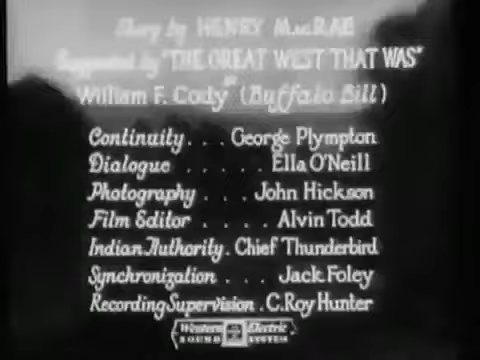 Story by HENRY MacRAE
Suggested by "THE GREAT WEST THAT WAS"
by
William F. Cody (Buffalo Bill)
Continuity . . . George Plympton
Dialogue . . . . . Ella O'Neill
Photography . . . John Hickson
Film Editor . . . . Alvin Todd
Indian Authority . Chief Thunderbird
Synchronization . . . . Jack Foley
Recording Supervision . C. Roy Hunter
Western Electric
SOUND SYSTEM